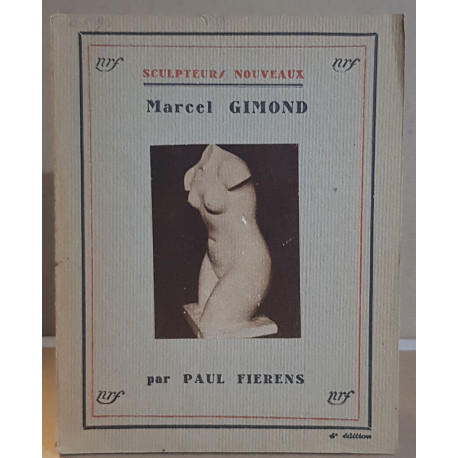 nrf nrf
SCULPTEURS NOUVEAUX
Marcel GIMOND
par PAUL FIERENS
nrf nrf
4e édition